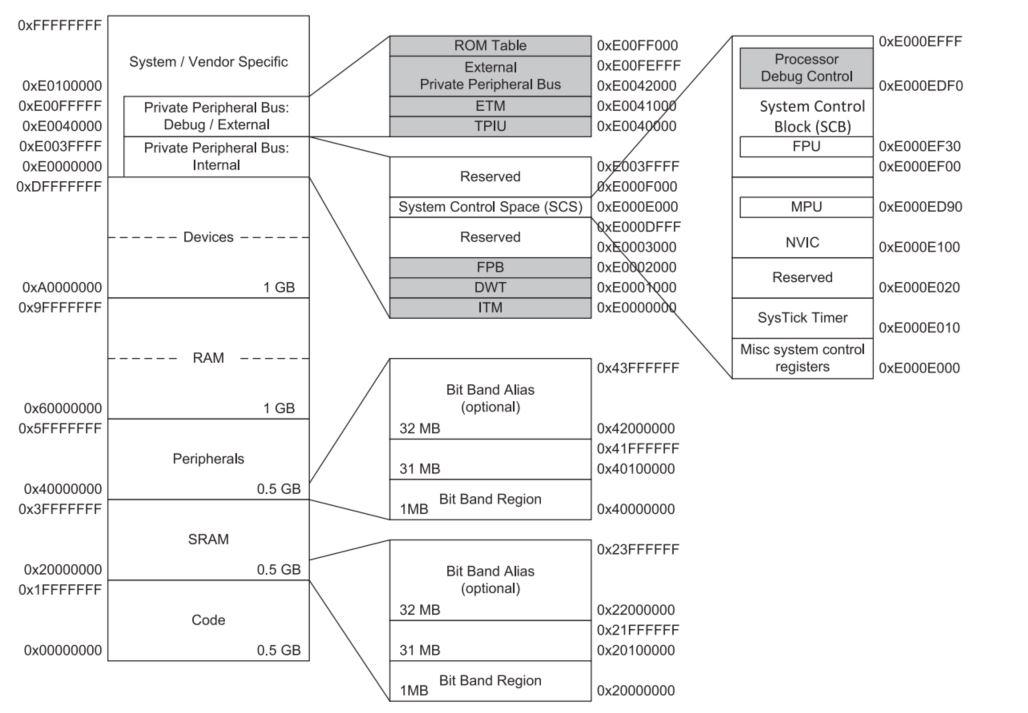 0xFFFFFFFF
System / Vendor Specific
0xE0100000
0xE00FFFFF
Private Peripheral Bus:
Debug / External
0xE0040000
0xE003FFFF
Private Peripheral Bus:
Internal
0xE0000000
0xDFFFFFFF
Devices
0xA0000000
1 GB
0x9FFFFFFF
RAM
0x60000000
1 GB
0x5FFFFFFF
Peripherals
0x40000000
0.5 GB
0x3FFFFFFF
SRAM
0x20000000
0.5 GB
0x1FFFFFFF
Code
0x00000000
0.5 GB
ROM Table
0xE00FF000
External
Private Peripheral Bus
0xE00FEFFF
0xE0042000
ETM
0xE0041000
TPIU
0xE0040000
Reserved
0xE003FFFF
0xE000F000
System Control Space (SCS)
0xE000E000
0xE000DFFF
Reserved
0xE0003000
FPB
0xE0002000
DWT
0xE0001000
ITM
0xE0000000
0x43FFFFFF
Bit Band Alias
(optional)
32 MB
0x42000000
0x41FFFFFF
31 MB
0x40100000
Bit Band Region
1MB
0x40000000
0x23FFFFFF
Bit Band Alias
(optional)
32 MB
0x22000000
0x21FFFFFF
31 MB
0x20100000
Bit Band Region
1MB
0x20000000
0xE000EFFF
Processor
Debug Control
0xE000EDF0
System Control
Block (SCB)
FPU
0xE000EF30
0xE000EF00
MPU
0xE000ED90
NVIC
0xE000E100
Reserved
0xE000E020
SysTick Timer
0xE000E010
Misc system control
registers
0xE000E000